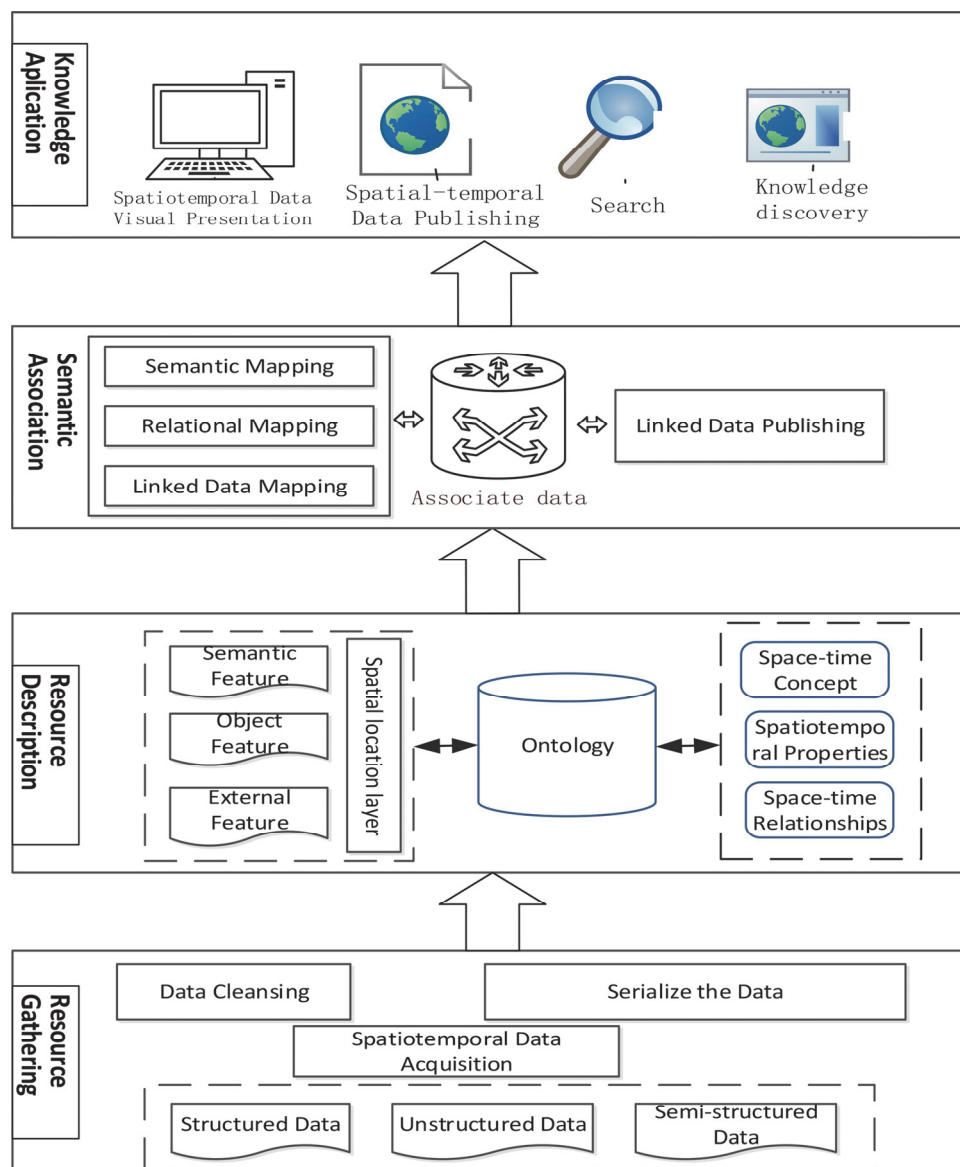 Knowledge
Aplication
Spatiotemporal Data
Visual Presentation
Spatial-temporal
Data Publishing
Search
Knowledge
discovery
Semantic
Association
Semantic Mapping
Relational Mapping
Linked Data Mapping
Associate data
Linked Data Publishing
Resource
Description
Semantic
Feature
Object
Feature
External
Feature
Spatial location layer
Ontology
Space-time
Concept
Spatiotempo
ral Properties
Space-time
Relationships
Resource
Gathering
Data Cleansing
Serialize the Data
Spatiotemporal Data
Acquisition
Structured Data
Unstructured Data
Semi-structured
Data